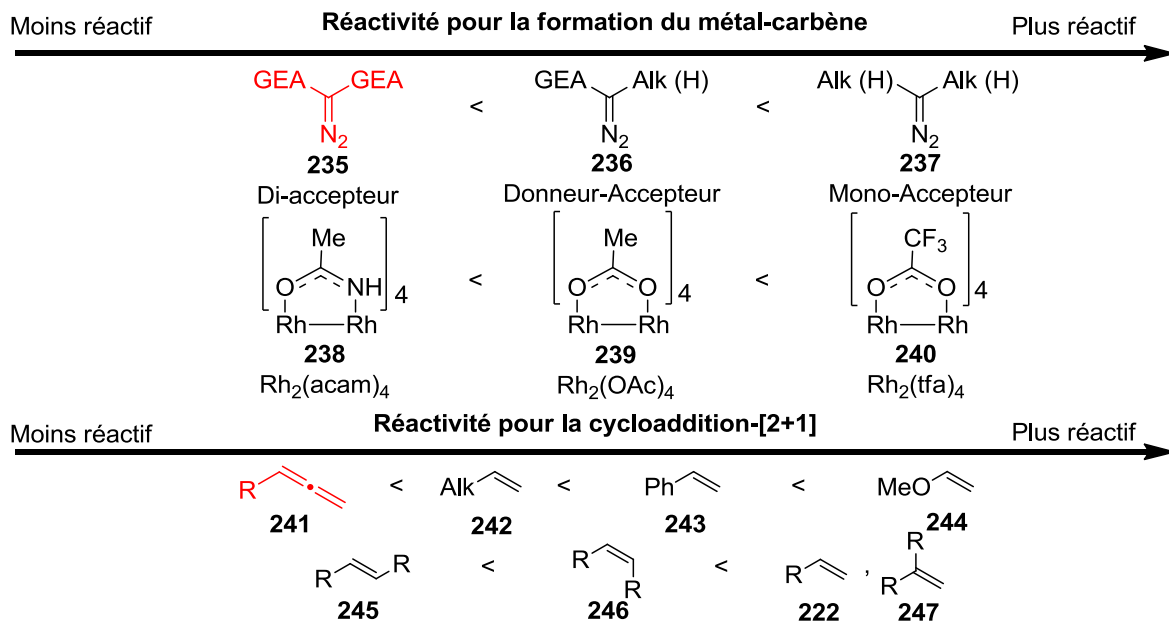 Réactivité pour la formation du métal-carbène
Moins réactif
Plus réactif
GEA GEA < GEA Alk (H) < Alk (H) Alk (H)
N2 N2 N2
235 236 237
Di-accepteur Donneur-Accepteur Mono-Accepteur
Me Me CF3
O NH 4 < O O 4 < O O 4
Rh Rh Rh Rh Rh Rh
238 239 240
Rh2(acam)4 Rh2(OAc)4 Rh2(tfa)4
Réactivité pour la cycloaddition-[2+1]
Moins réactif
Plus réactif
R < Alk < Ph < MeO
241 242 243 244
R R < R R < R , R R
245 246 222 247